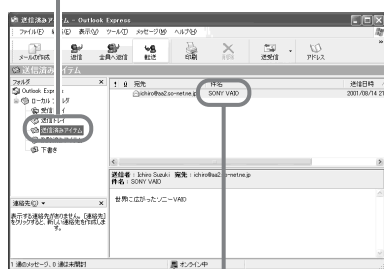 送信済みアイテム - Outlook Express
ファイル(F) 表示(V) ツール(T) メッセージ(M) ヘルプ(H)
メールの作成 返信 全員へ返信 転送 印刷 削除 送受信 アドレス
送信済みアイテム
フォルダ
Outlook Express
ローカル フォルダ
受信トレイ
送信トレイ
送信済みアイテム
下書き
宛先 件名 送信日時
ichiro@aa2.so-net.ne.jp SONY VAIO 2001/08/14
送信者: Ichiro Suzuki 宛先: ichiro@aa2.so-net.ne.jp
件名: SONY VAIO
世界に広がったソニーVAIO
連絡先(C)
表示する連絡先がありません。[連絡先]
をクリックすると、新しい連絡先を作成しま
す。
1 通のメッセージ、0 通は未開封 オンライン中